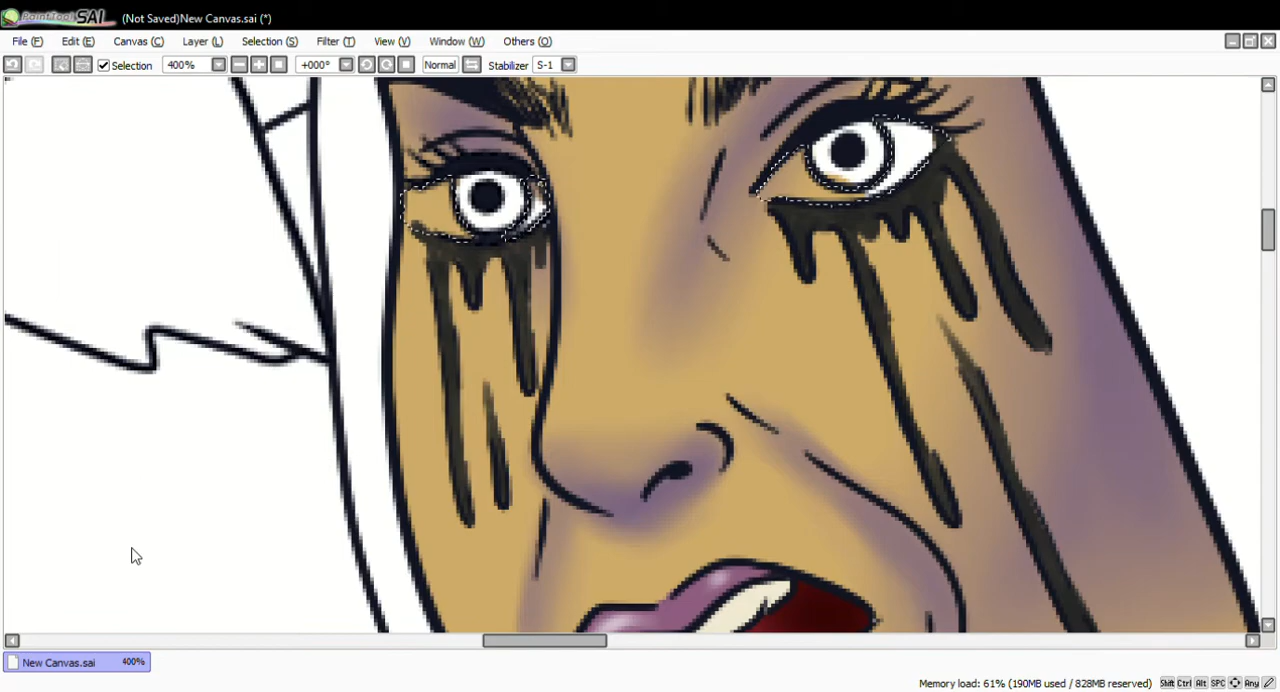 PaintTool SAI (Not Saved)New Canvas.sai (*)
File (F) Edit (E) Canvas (C) Layer (L) Selection (S) Filter (T) View (V) Window (W) Others (O)
Selection 400% +000° Normal Stabilizer S-1
New Canvas.sai 400%
Memory load: 61% (190MB used / 828MB reserved) Shift Ctrl Alt SPC Any